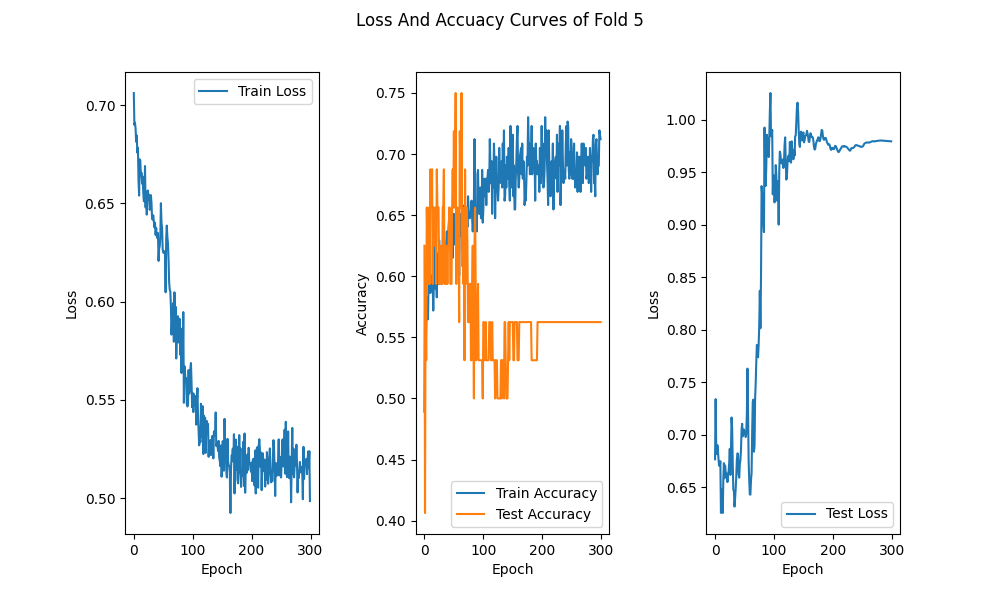 Loss And Accuacy Curves of Fold 5
Train Loss
0.70
0.65
0.60
0.55
0.50
Loss
0 100 200 300
Epoch
0.75
0.70
0.65
0.60
0.55
0.50
0.45
0.40
Accuracy
Train Accuracy
Test Accuracy
0 100 200 300
Epoch
1.00
0.95
0.90
0.85
0.80
0.75
0.70
0.65
Loss
Test Loss
0 100 200 300
Epoch